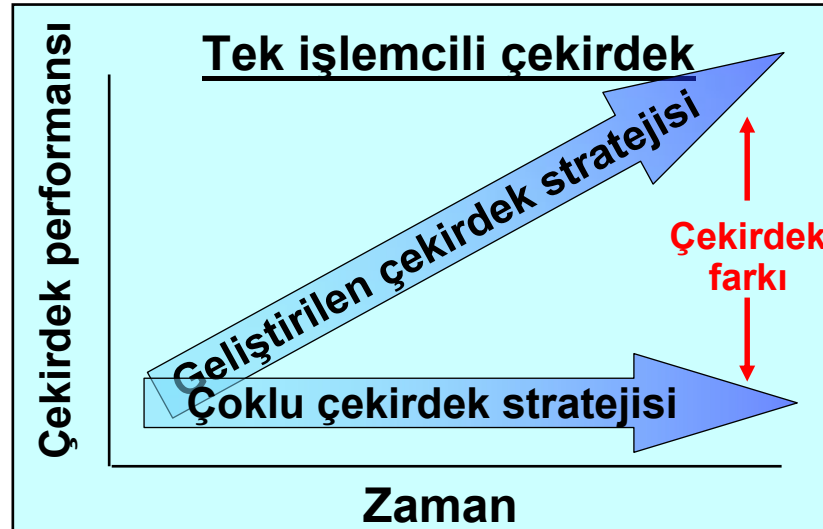 Tek işlemcili çekirdek
Çekirdek performansı
Geliştirilen çekirdek stratejisi
Çekirdek
farkı
Çoklu çekirdek stratejisi
Zaman